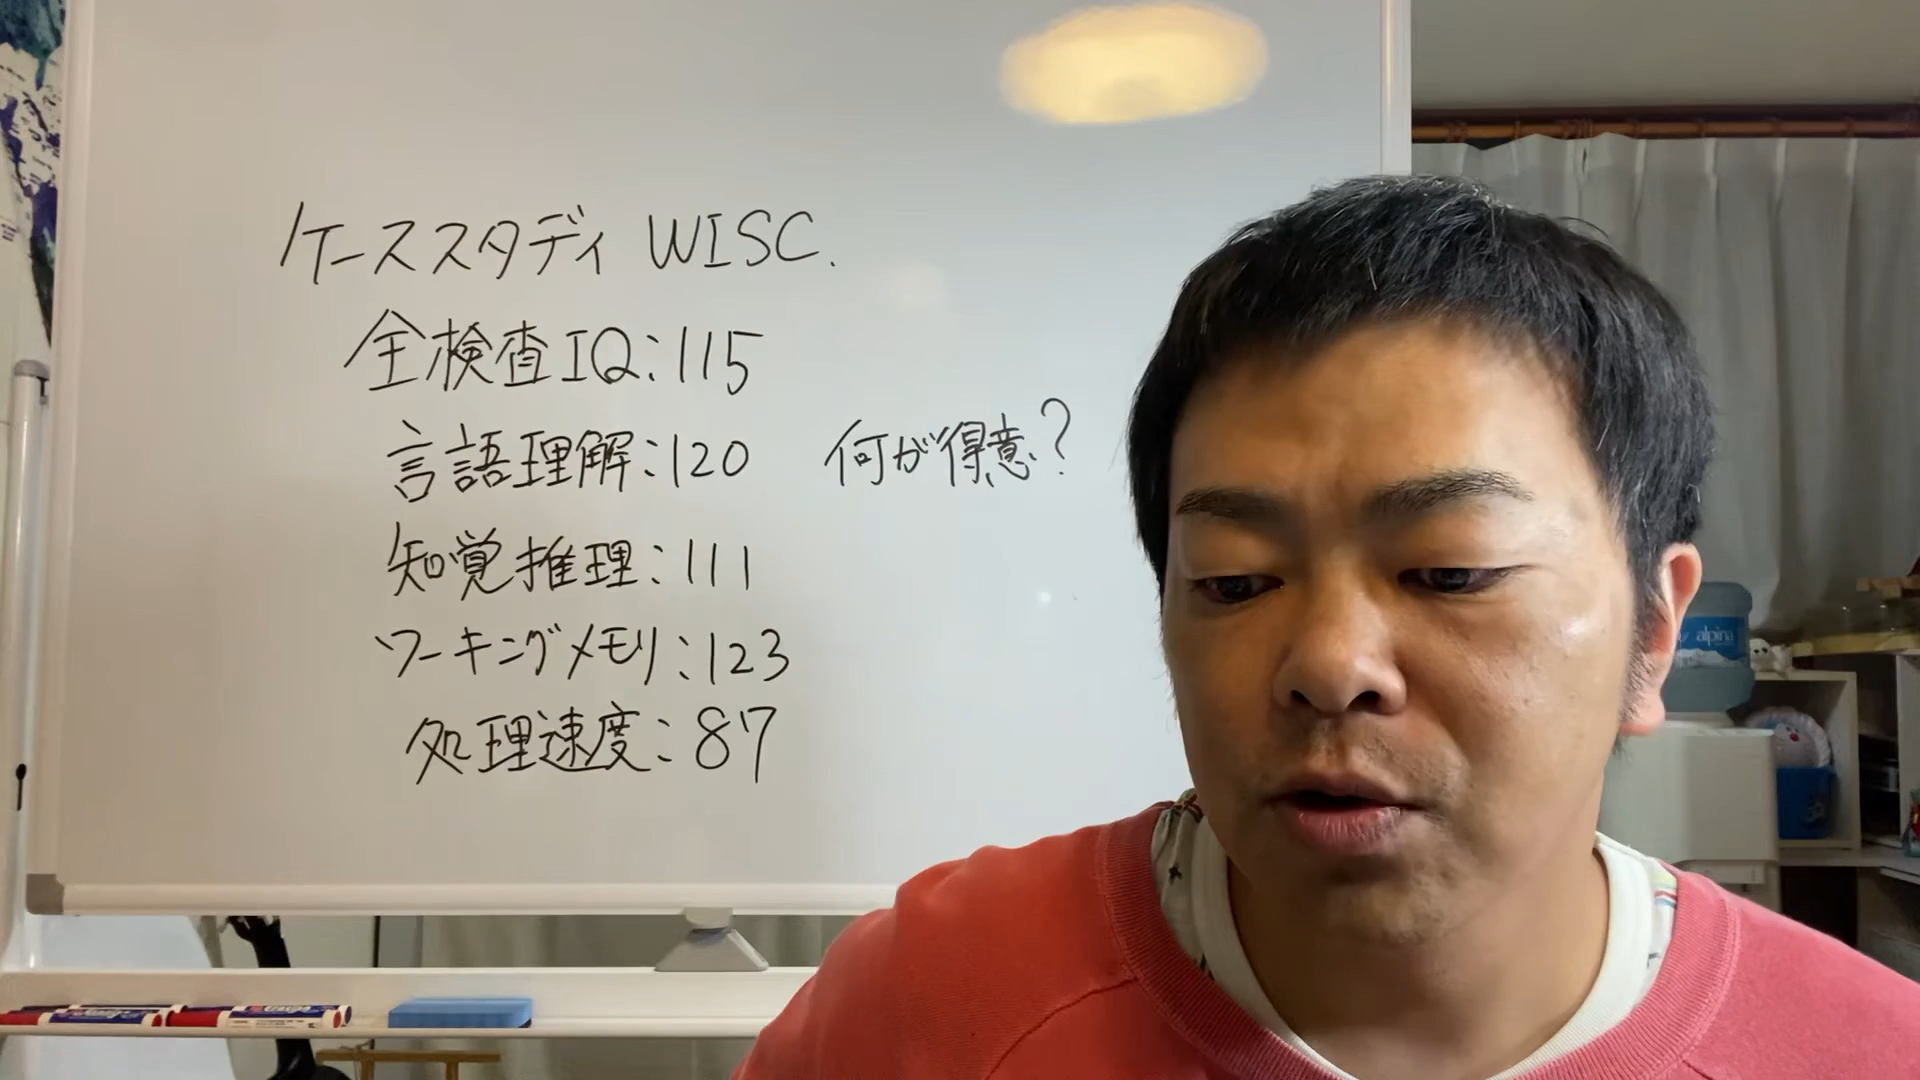 ケーススタディ WISC.
全検査IQ:115
言語理解:120 何が得意?
知覚推理:111
ワーキングメモリ:123
処理速度:87
alpina